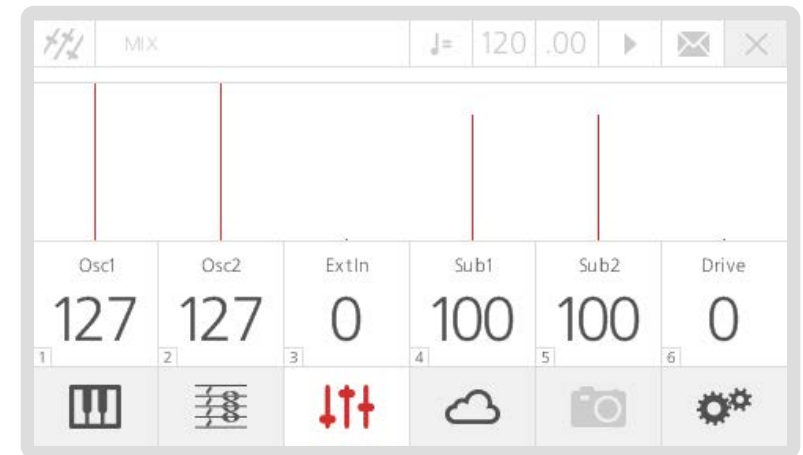 MIX ♩= 120 .00
Osc1 Osc2 ExtIn Sub1 Sub2 Drive
127 127 0 100 100 0
1 2 3 4 5 6